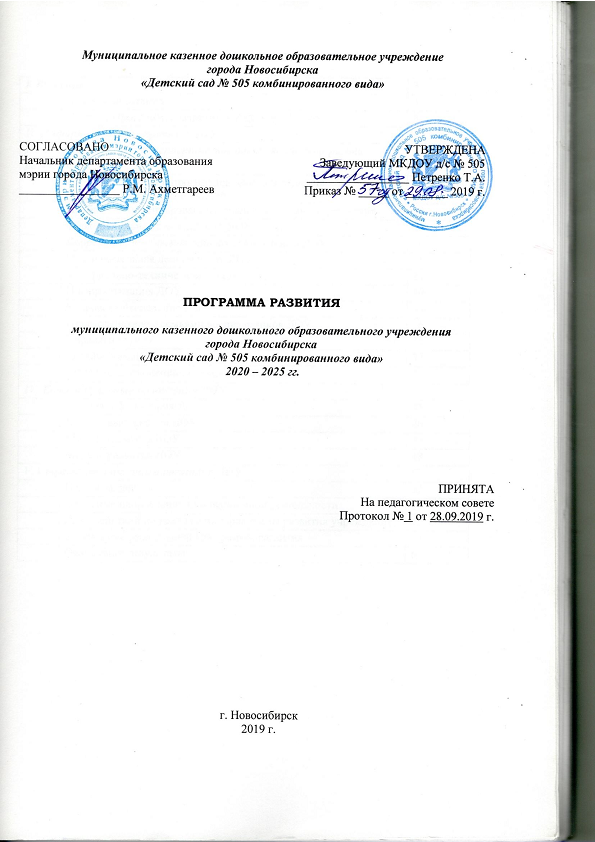 Муниципальное казенное дошкольное образовательное учреждение
города Новосибирска
«Детский сад № 505 комбинированного вида»
СОГЛАСОВАНО
Начальник департамента образования
мэрии города Новосибирска
Р.М. Ахметгареев
УТВЕРЖДЕНА
Заведующий МКДОУ д/с № 505
Петренко Т.А.
Приказ № 57 от 29.08. 2019 г.
ПРОГРАММА РАЗВИТИЯ
муниципального казенного дошкольного образовательного учреждения
города Новосибирска
«Детский сад № 505 комбинированного вида»
2020 – 2025 гг.
ПРИНЯТА
На педагогическом совете
Протокол № 1 от 28.09.2019 г.
г. Новосибирск
2019 г.